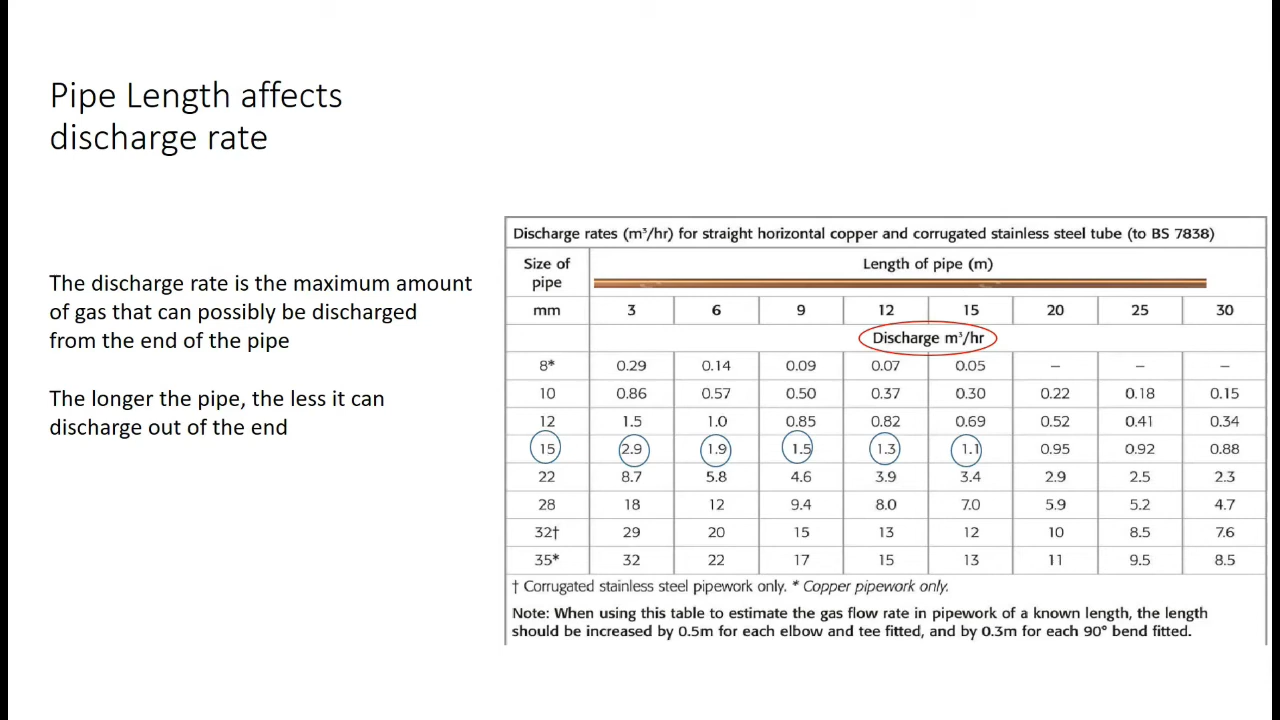 Pipe Length affects
discharge rate
The discharge rate is the maximum amount
of gas that can possibly be discharged
from the end of the pipe
The longer the pipe, the less it can
discharge out of the end
Discharge rates (m³/hr) for straight horizontal copper and corrugated stainless steel tube (to BS 7838)
Size of pipe Length of pipe (m)
mm 3 6 9 12 15 20 25 30
Discharge m³/hr
8* 0.29 0.14 0.09 0.07 0.05 – – –
10 0.86 0.57 0.50 0.37 0.30 0.22 0.18 0.15
12 1.5 1.0 0.85 0.82 0.69 0.52 0.41 0.34
15 2.9 1.9 1.5 1.3 1.1 0.95 0.92 0.88
22 8.7 5.8 4.6 3.9 3.4 2.9 2.5 2.3
28 18 12 9.4 8.0 7.0 5.9 5.2 4.7
32† 29 20 15 13 12 10 8.5 7.6
35* 32 22 17 15 13 11 9.5 8.5
† Corrugated stainless steel pipework only. * Copper pipework only.
Note: When using this table to estimate the gas flow rate in pipework of a known length, the length
should be increased by 0.5m for each elbow and tee fitted, and by 0.3m for each 90° bend fitted.